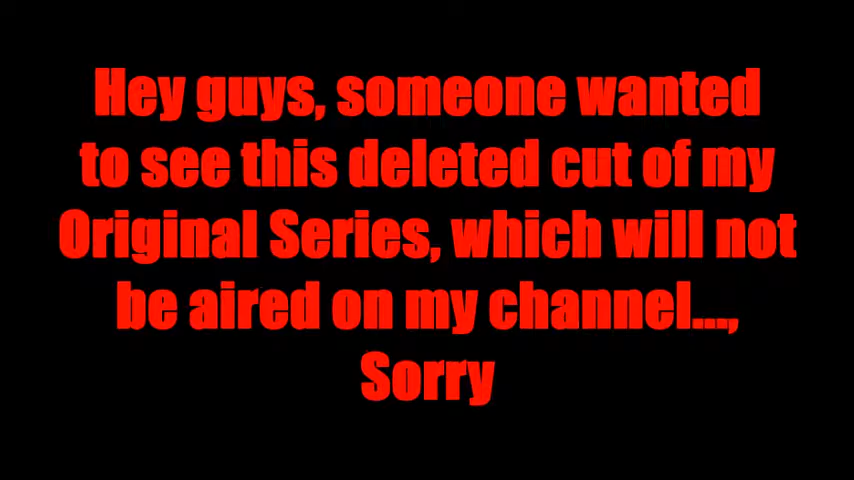 Hey guys, someone wanted
to see this deleted cut of my
Original Series, which will not
be aired on my channel...,
Sorry